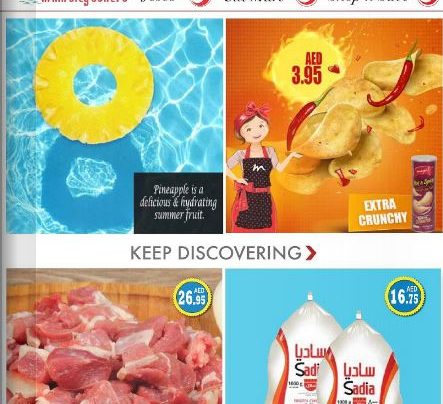 AED
3.95
Pineapple is a
delicious & hydrating
summer fruit.
EXTRA
CRUNCHY
KEEP DISCOVERING
AED
26.95
AED
16.75
ساديا
Sadia
ساديا
Sadia